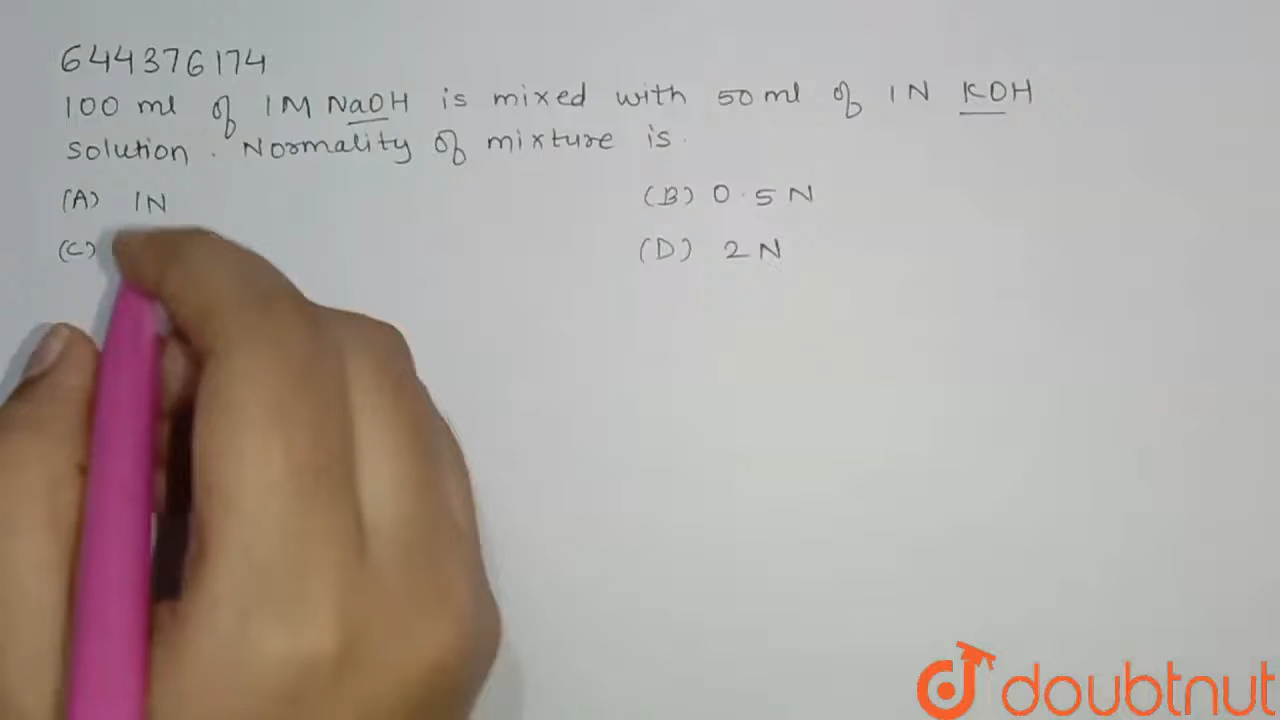 644376174
100 ml of 1M NaOH is mixed with 50 ml of 1N KOH
solution. Normality of mixture is.
(A) 1N (B) 0.5 N
(C) (D) 2 N
doubtnut